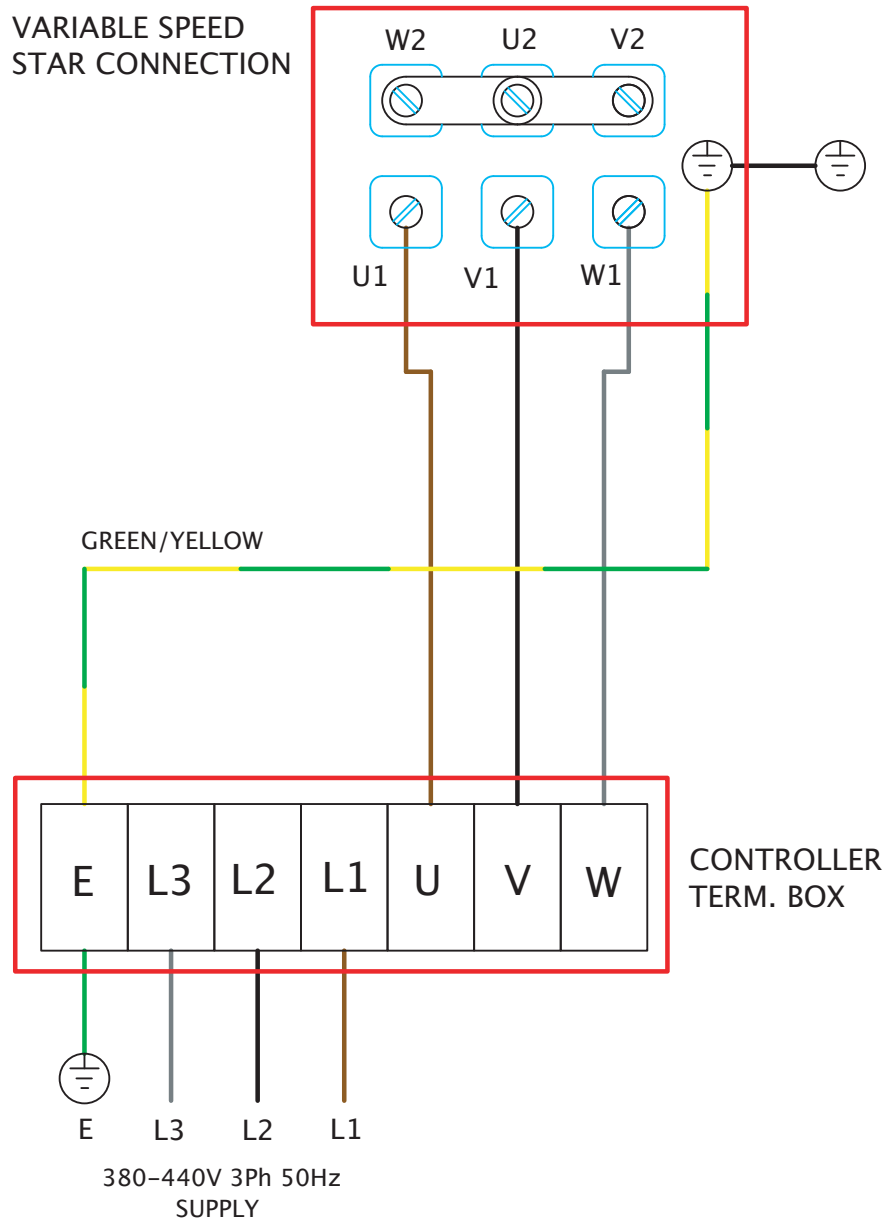 VARIABLE SPEED
STAR CONNECTION
W2 U2 V2
U1 V1 W1
GREEN/YELLOW
E L3 L2 L1 U V W
CONTROLLER
TERM. BOX
E L3 L2 L1
380-440V 3Ph 50Hz
SUPPLY